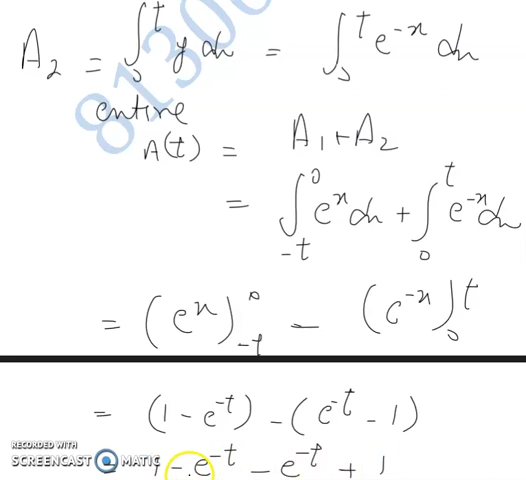 A₂ = ∫₀ᵗ y dx = ∫₀ᵗ e⁻ˣ dx
entire
A(t) = A₁ + A₂
= ∫₋ₜ⁰ eˣ dx + ∫₀ᵗ e⁻ˣ dx
= (eˣ)₋ₜ⁰ − (e⁻ˣ)₀ᵗ
= (1 − e⁻ᵗ) − (e⁻ᵗ − 1)
1 − e⁻ᵗ − e⁻ᵗ + 1
RECORDED WITH
SCREENCAST MATIC